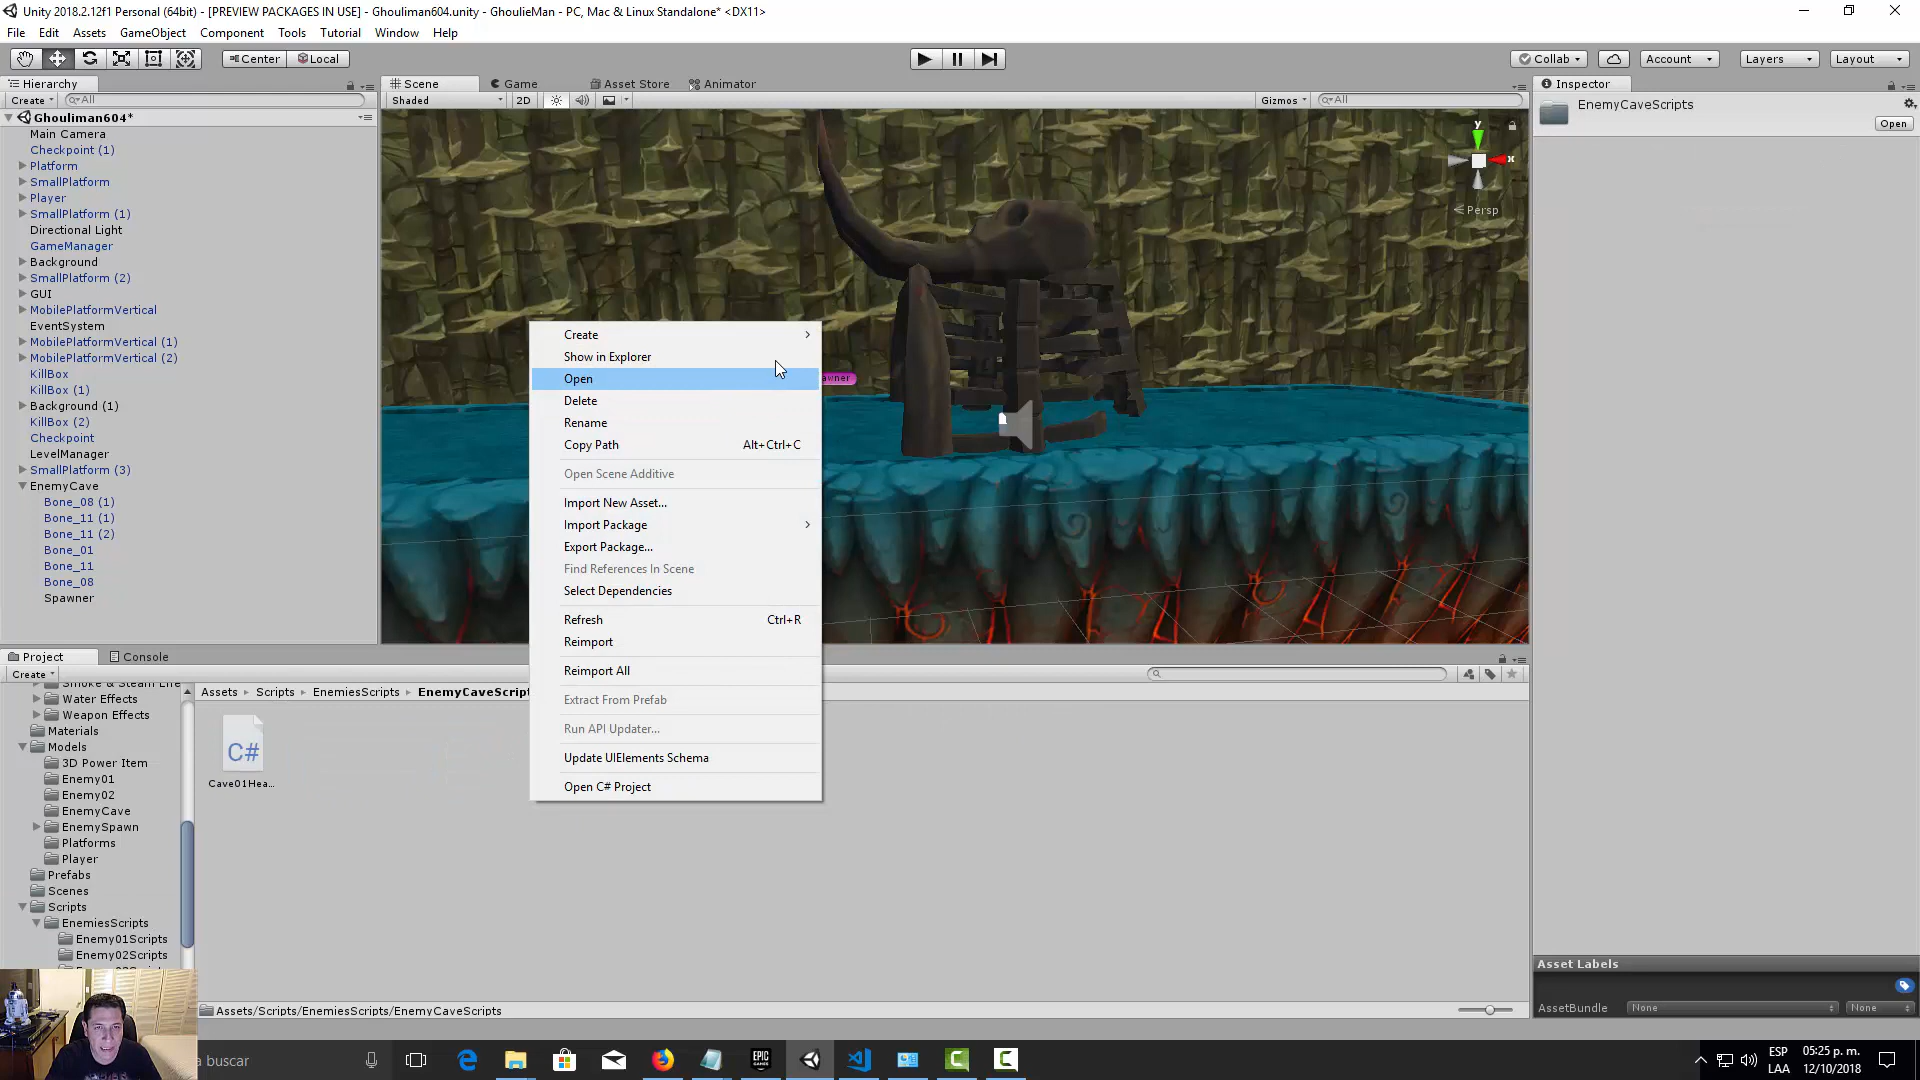 Unity 2018.2.12f1 Personal (64bit) - [PREVIEW PACKAGES IN USE] - Ghouliman604.unity - GhoulieMan - PC, Mac & Linux Standalone* <DX11>
File Edit Assets GameObject Component Tools Tutorial Window Help
Center Local Collab Account Layers Layout
Hierarchy Scene Game Asset Store Animator Inspector
Create All Shaded 2D Gizmos All
EnemyCaveScripts
Open
Ghouliman604*
Main Camera
Checkpoint (1)
Platform
SmallPlatform
Player
SmallPlatform (1)
Directional Light
GameManager
Background
SmallPlatform (2)
GUI
MobilePlatformVertical
EventSystem
MobilePlatformVertical (1)
MobilePlatformVertical (2)
KillBox
KillBox (1)
Background (1)
KillBox (2)
Checkpoint
LevelManager
SmallPlatform (3)
EnemyCave
Bone_08 (1)
Bone_11 (1)
Bone_11 (2)
Bone_01
Bone_11
Bone_08
Spawner
y
x
Persp
Create
Show in Explorer
Open
Delete
Rename
Copy Path Alt+Ctrl+C
Open Scene Additive
Import New Asset...
Import Package
Export Package...
Find References In Scene
Select Dependencies
Refresh Ctrl+R
Reimport
Reimport All
Extract From Prefab
Run API Updater...
Update UIElements Schema
Open C# Project
Project Console
Create
Assets Scripts EnemiesScripts EnemyCaveScript
Water Effects
Weapon Effects
Materials
Models
3D Power Item
Enemy01
Enemy02
EnemyCave
EnemySpawn
Platforms
Player
Prefabs
Scenes
Scripts
EnemiesScripts
Enemy01Scripts
Enemy02Scripts
C#
Cave01Hea...
Assets/Scripts/EnemiesScripts/EnemyCaveScripts
Asset Labels
AssetBundle None None
a buscar
EPIC GAMES
ESP
LAA
05:25 p. m.
12/10/2018